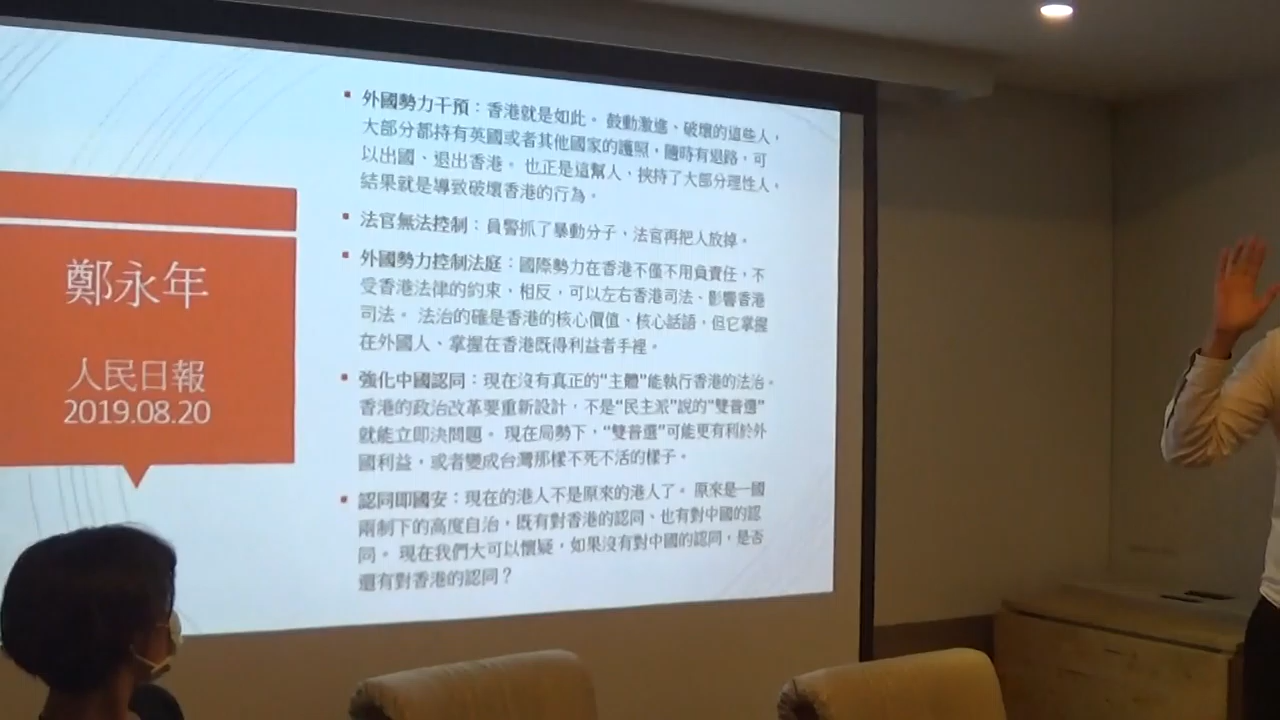 鄭永年
人民日報
2019.08.20
▪ 外國勢力干預：香港就是如此。鼓動激進、破壞的這些人，
大部分都持有英國或者其他國家的護照，隨時有退路，可
以出國、退出香港。也正是這幫人，挾持了大部分理性人，
結果就是導致破壞香港的行為。
▪ 法官無法控制：員警抓了暴動分子、法官再把人放掉。
▪ 外國勢力控制法庭：國際勢力在香港不僅不用負責任，不
受香港法律的約束，相反，可以左右香港司法、影響香港
司法。法治的確是香港的核心價值、核心話語，但它掌握
在外國人、掌握在香港既得利益者手裡。
▪ 強化中國認同：現在沒有真正的“主體”能執行香港的法治。
香港的政治改革要重新設計，不是“民主派”說的“雙普選”
就能立即決問題。現在局勢下，“雙普選”可能更有利於外
國利益，或者變成台灣那樣不死不活的樣子。
▪ 認同即國安：現在的港人不是原來的港人了。原來是一國
兩制下的高度自治，既有對香港的認同、也有對中國的認
同。現在我們大可以懷疑，如果沒有對中國的認同，是否
還有對香港的認同？